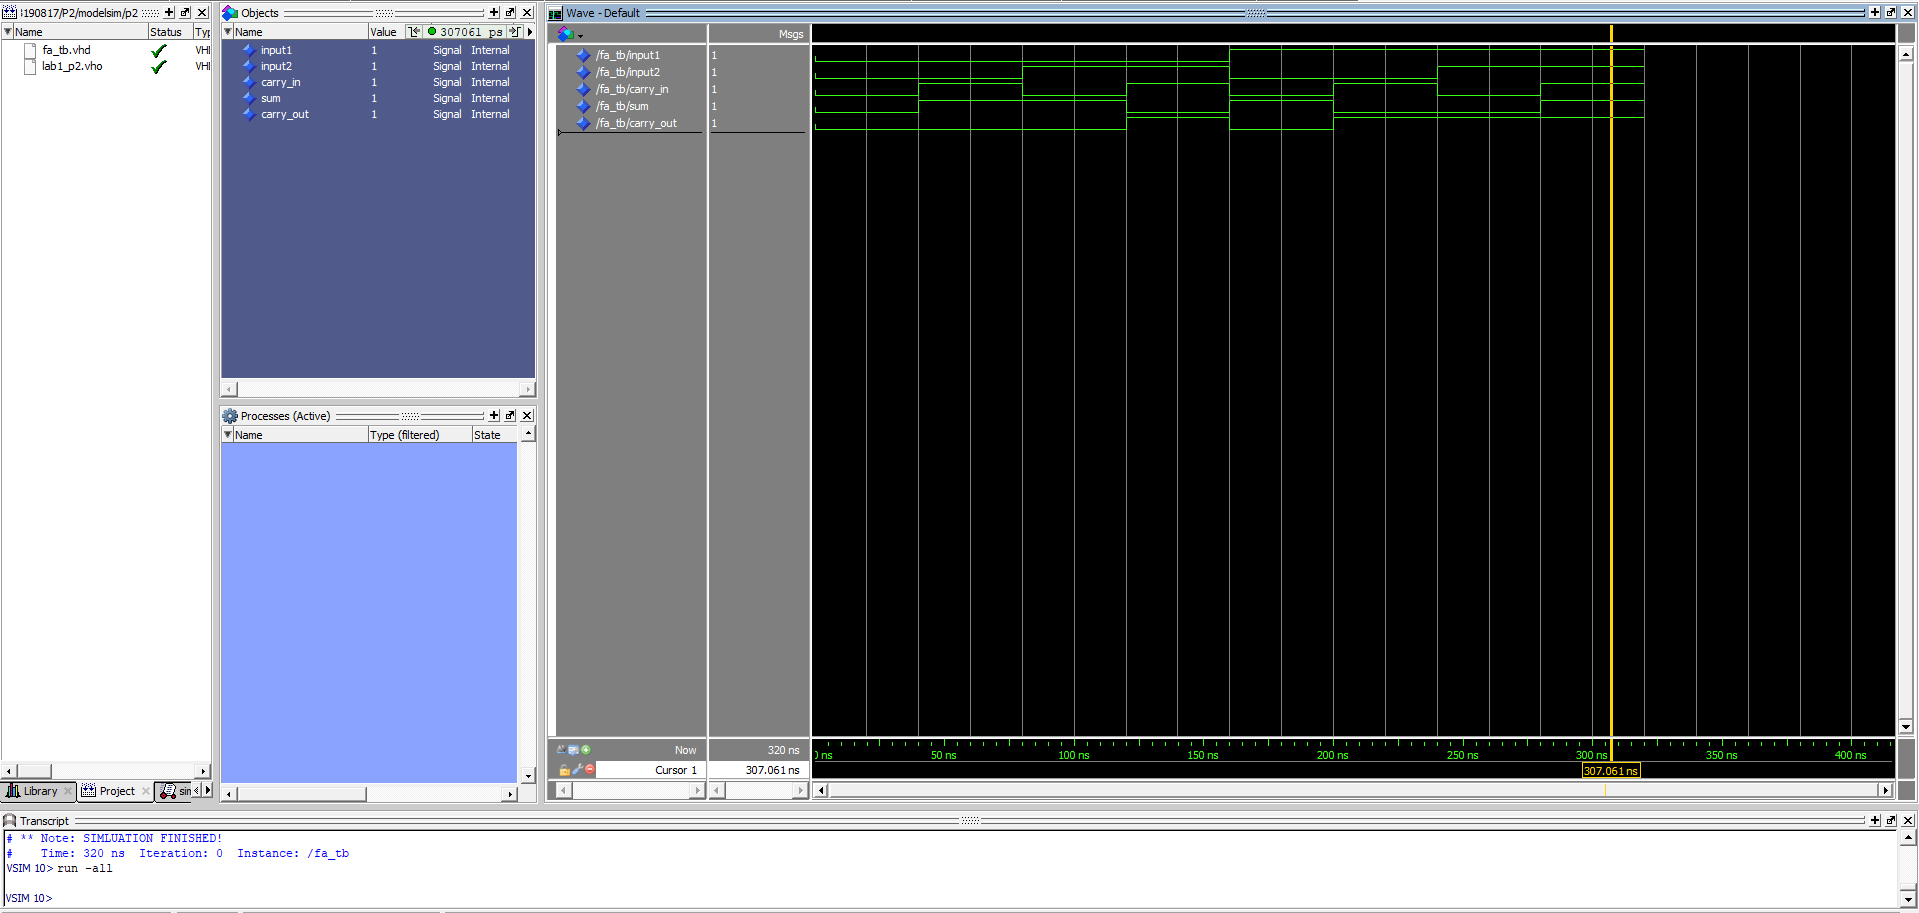 :190817/P2/modelsim/p2
Name Status Ty
fa_tb.vhd VHI
lab1_p2.vho VHI
Library Project sim
Objects
Name Value 307061 ps
input1 1 Signal Internal
input2 1 Signal Internal
carry_in 1 Signal Internal
sum 1 Signal Internal
carry_out 1 Signal Internal
Processes (Active)
Name Type (filtered) State
Wave - Default
Msgs
/fa_tb/input1 1
/fa_tb/input2 1
/fa_tb/carry_in 1
/fa_tb/sum 1
/fa_tb/carry_out 1
Now 320 ns
Cursor 1 307.061 ns
0 ns 50 ns 100 ns 150 ns 200 ns 250 ns 300 ns 350 ns 400 ns
307.061 ns
Transcript
# ** Note: SIMLUATION FINISHED!
# Time: 320 ns Iteration: 0 Instance: /fa_tb
VSIM 10> run -all
VSIM 10>